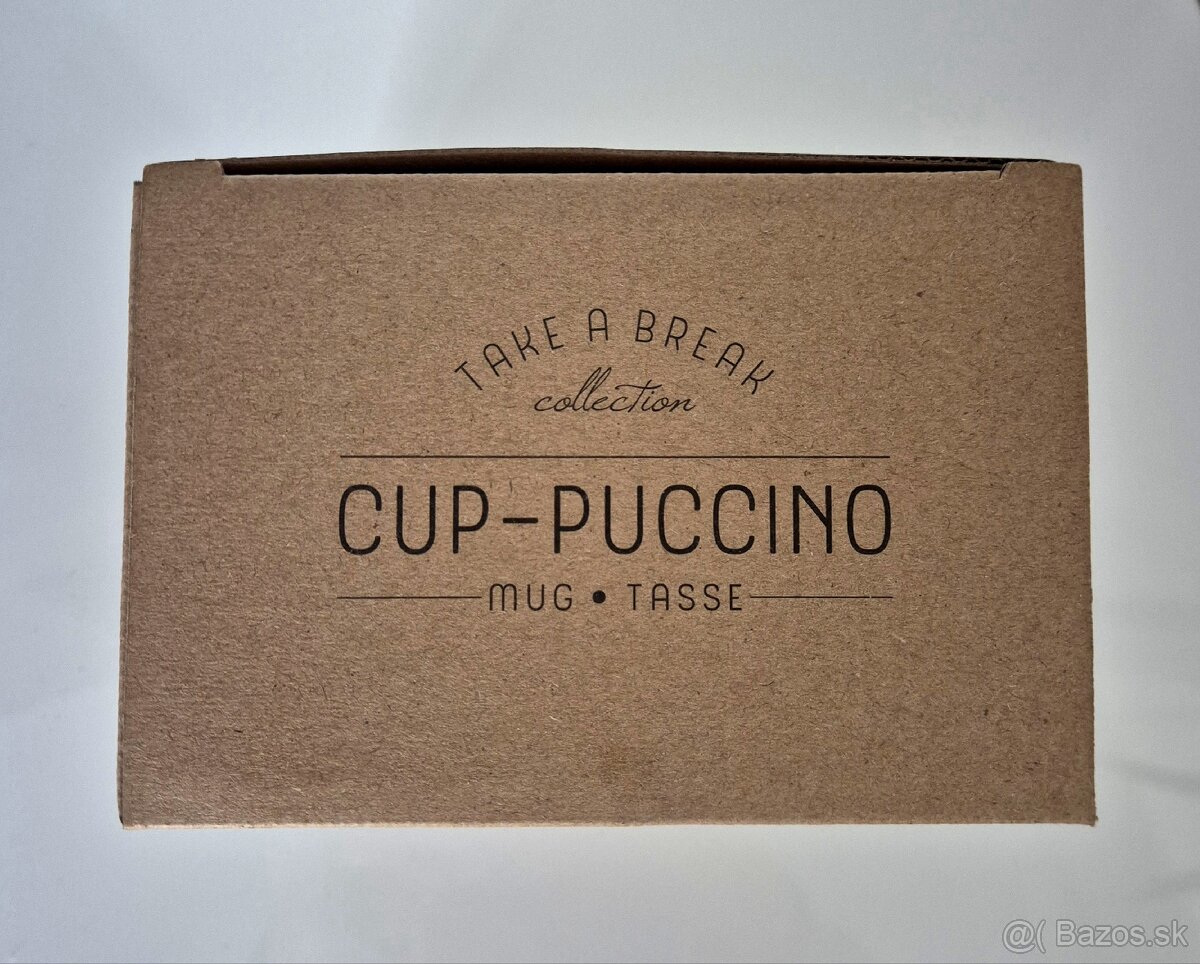 TAKE A BREAK
collection
CUP-PUCCINO
MUG • TASSE
@( Bazos.sk